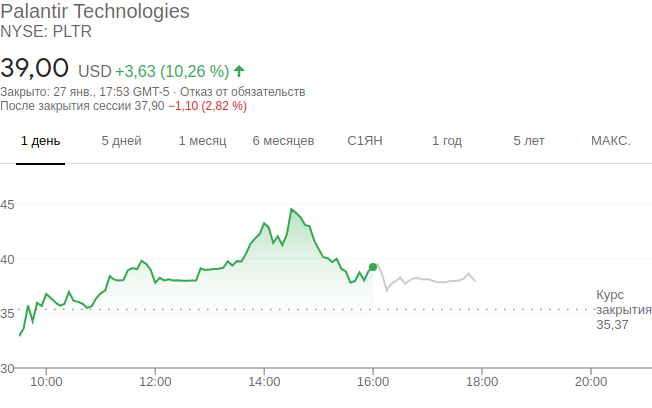 Palantir Technologies
NYSE: PLTR
39,00 USD +3,63 (10,26 %)
Закрыто: 27 янв., 17:53 GMT-5 · Отказ от обязательств
После закрытия сессии 37,90 −1,10 (2,82 %)
1 день 5 дней 1 месяц 6 месяцев С1ЯН 1 год 5 лет МАКС.
45
40
35
30
Курс
закрытия
35,37
10:00 12:00 14:00 16:00 18:00 20:00